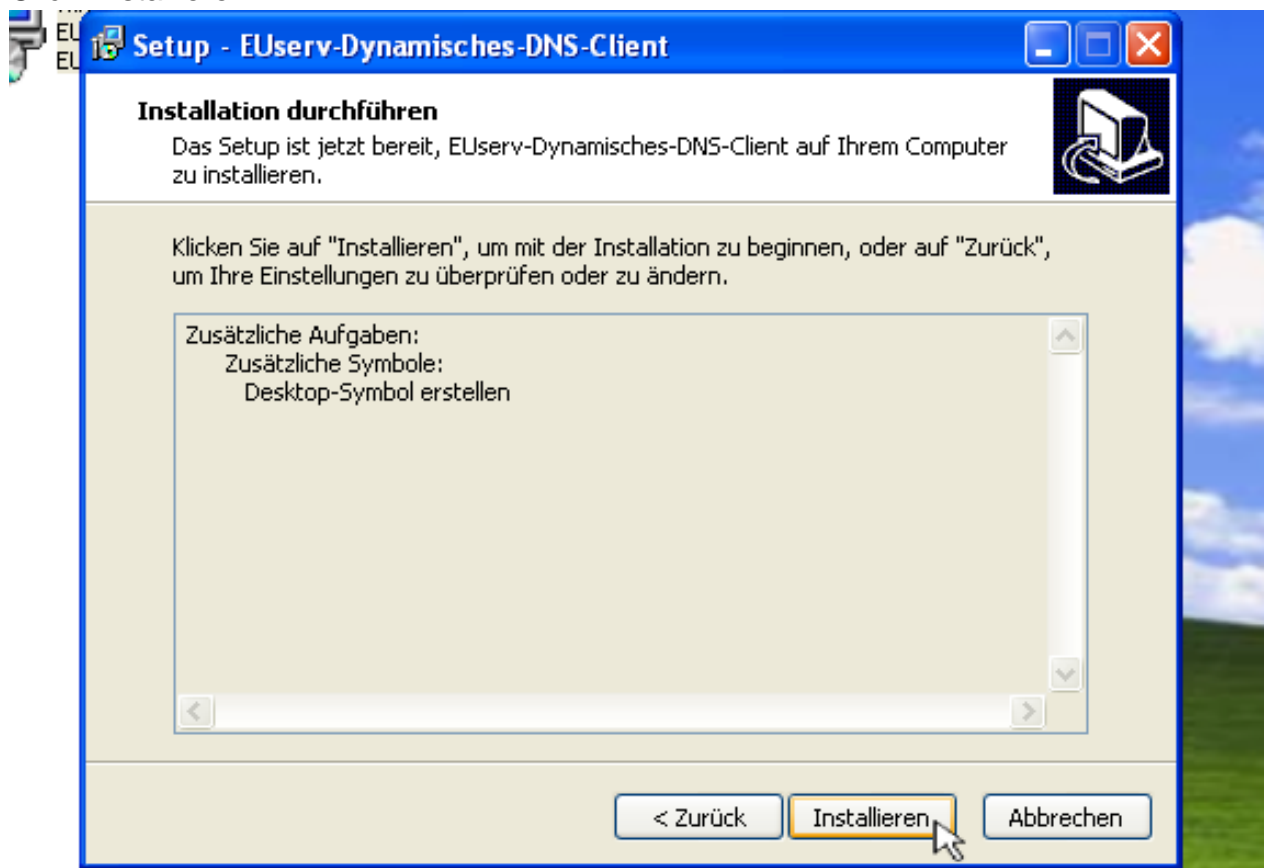 EU
EU
Setup - EUserv-Dynamisches-DNS-Client
Installation durchführen
Das Setup ist jetzt bereit, EUserv-Dynamisches-DNS-Client auf Ihrem Computer
zu installieren.
Klicken Sie auf "Installieren", um mit der Installation zu beginnen, oder auf "Zurück",
um Ihre Einstellungen zu überprüfen oder zu ändern.
Zusätzliche Aufgaben:
Zusätzliche Symbole:
Desktop-Symbol erstellen
< Zurück
Installieren
Abbrechen